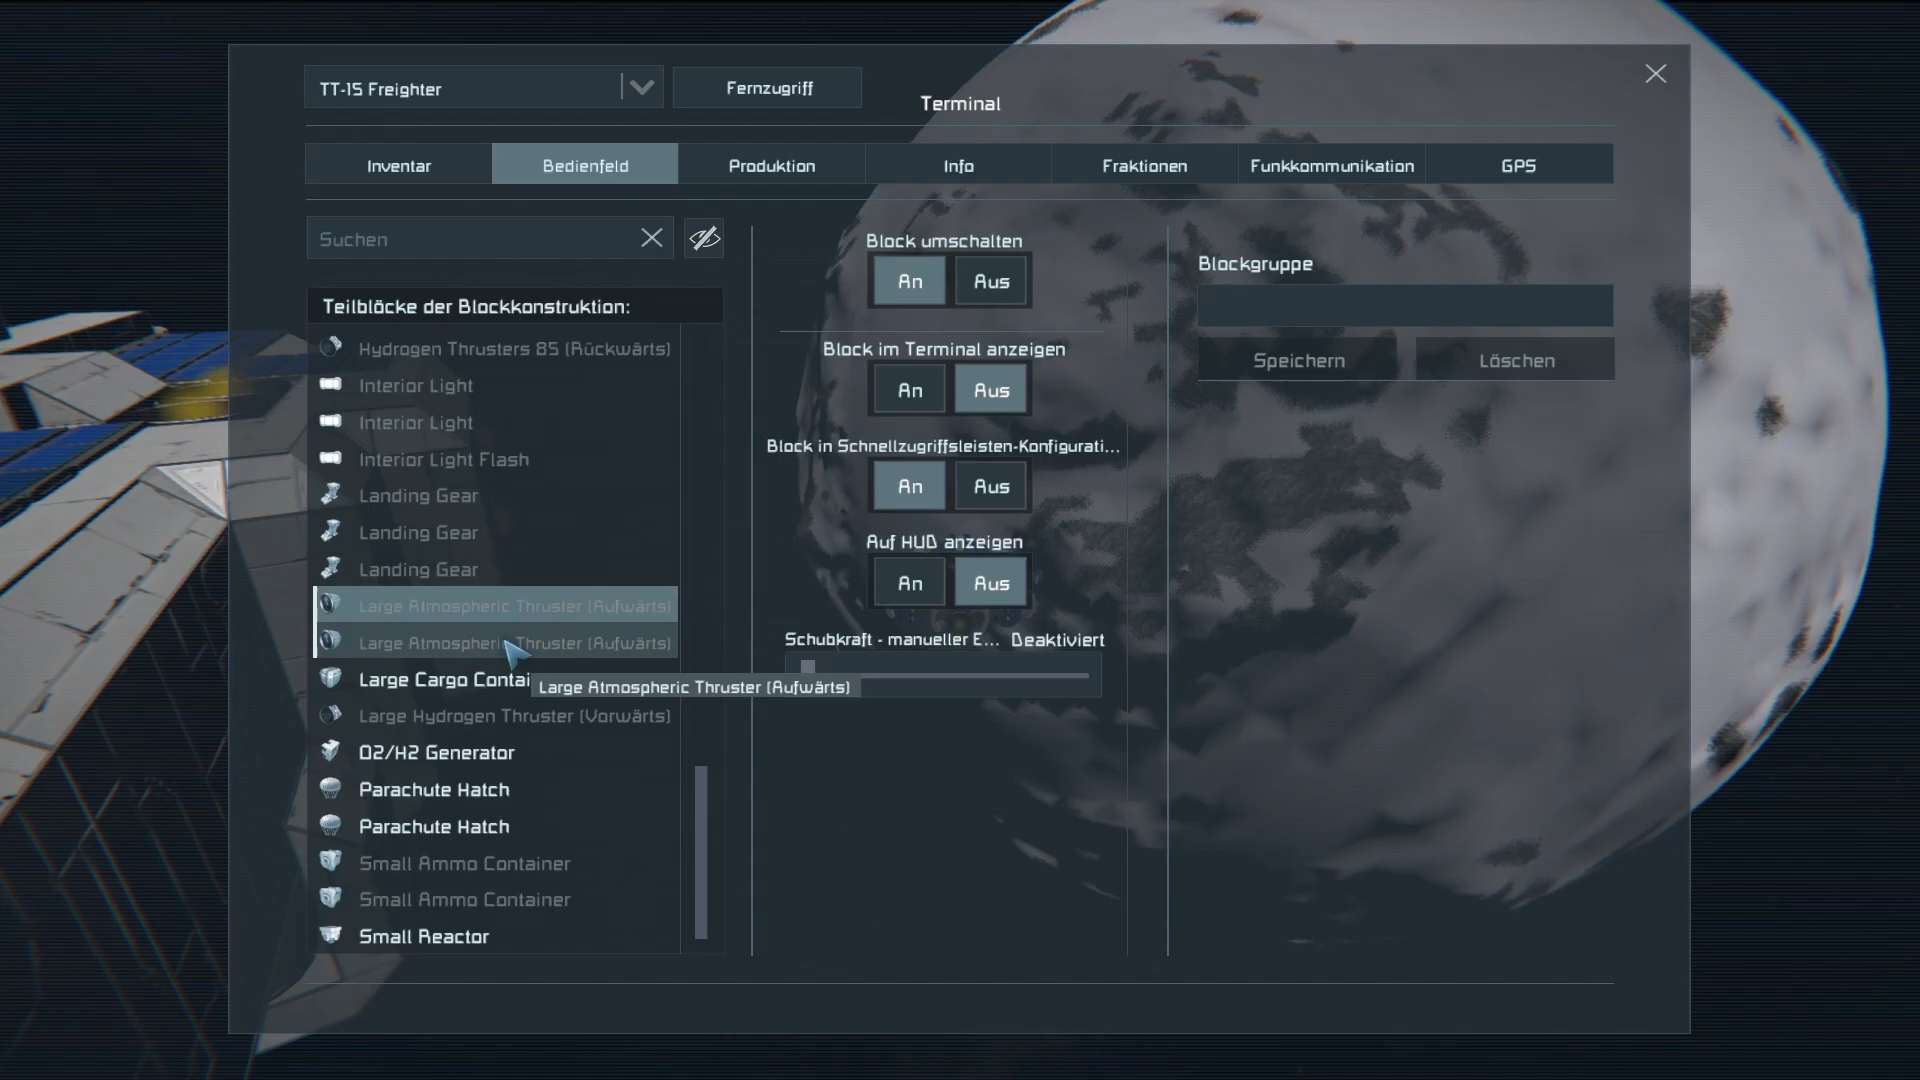 TT-15 Freighter
Fernzugriff
Terminal
Inventar
Bedienfeld
Produktion
Info
Fraktionen
Funkkommunikation
GPS
Suchen
Teilblöcke der Blockkonstruktion:
Hydrogen Thrusters 85 (Rückwärts)
Interior Light
Interior Light
Interior Light Flash
Landing Gear
Landing Gear
Landing Gear
Large Atmospheric Thruster (Aufwärts)
Large Atmospheric Thruster (Aufwärts)
Large Cargo Contai
Large Atmospheric Thruster (Aufwärts)
Large Hydrogen Thruster (Vorwärts)
O2/H2 Generator
Parachute Hatch
Parachute Hatch
Small Ammo Container
Small Ammo Container
Small Reactor
Block umschalten
An Aus
Block im Terminal anzeigen
An Aus
Block in Schnellzugriffsleisten-Konfigurati...
An Aus
Auf HUD anzeigen
An Aus
Schubkraft - manueller E... Deaktiviert
Blockgruppe
Speichern
Löschen